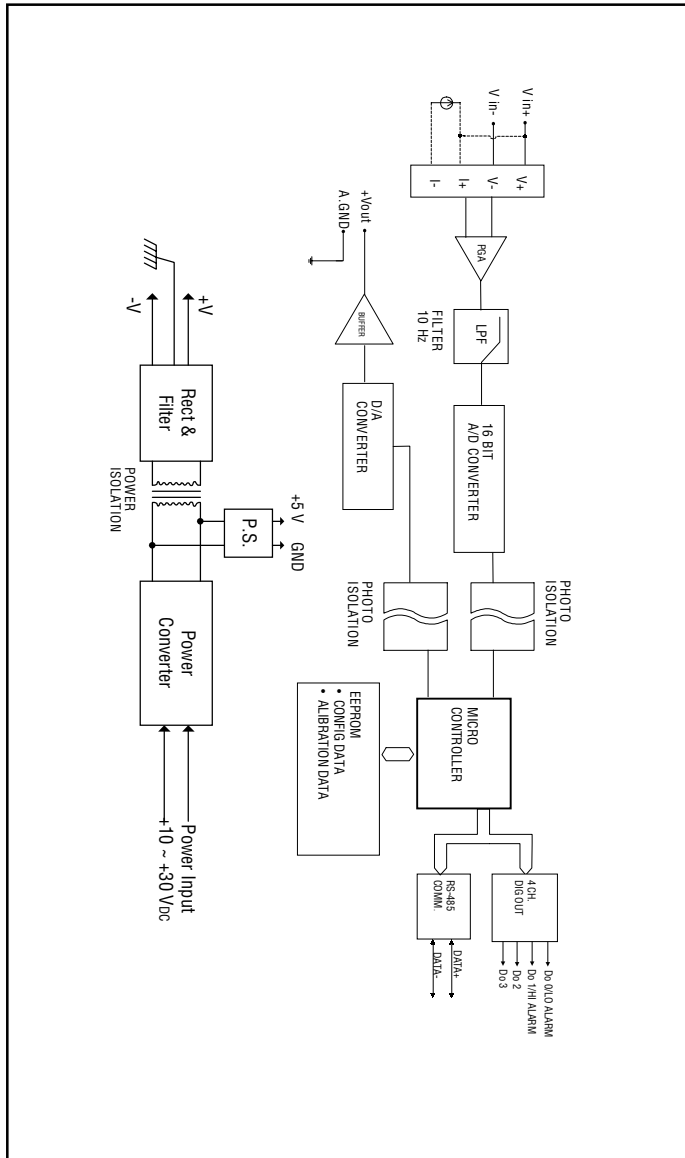 V in+
V in-
V+
V-
I+
I-
PGA
LPF
FILTER
10 Hz
16 BIT
A/D CONVERTER
PHOTO
ISOLATION
MICRO
CONTROLLER
4 CH.
DIGOUT
Do 0/LO ALARM
Do 1/HI ALARM
Do 2
Do 3
RS-485
COMM.
DATA+
DATA-
+Vout
A.GND
BUFFER
D/A
CONVERTER
PHOTO
ISOLATION
EEPROM
• CONFIG DATA
• ALIBRATION DATA
+V
-V
Rect &
Filter
POWER
ISOLATION
+5 V
GND
P.S.
Power
Converter
Power Input
+10 ~ +30 VDC